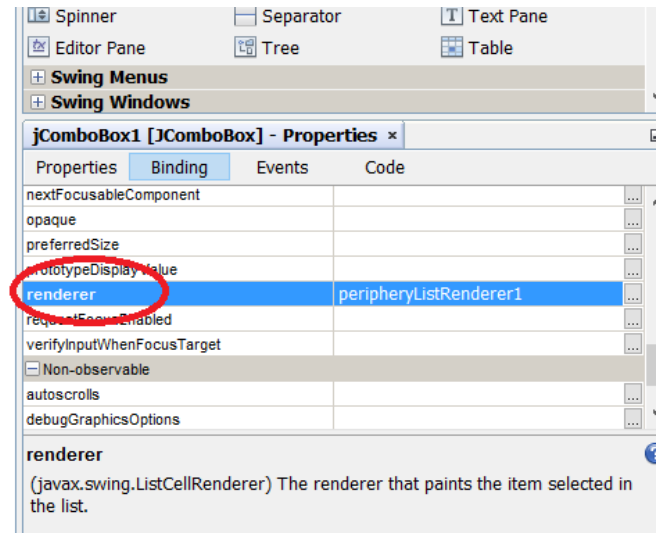 Spinner Separator Text Pane
Editor Pane Tree Table
Swing Menus
Swing Windows
jComboBox1 [JComboBox] - Properties ×
Properties Binding Events Code
nextFocusableComponent ...
opaque ...
preferredSize ...
prototypeDisplayValue ...
renderer peripheryListRenderer1 ...
requestFocusEnabled ...
verifyInputWhenFocusTarget ...
Non-observable
autoscrolls ...
debugGraphicsOptions ...
renderer
(javax.swing.ListCellRenderer) The renderer that paints the item selected in
the list.